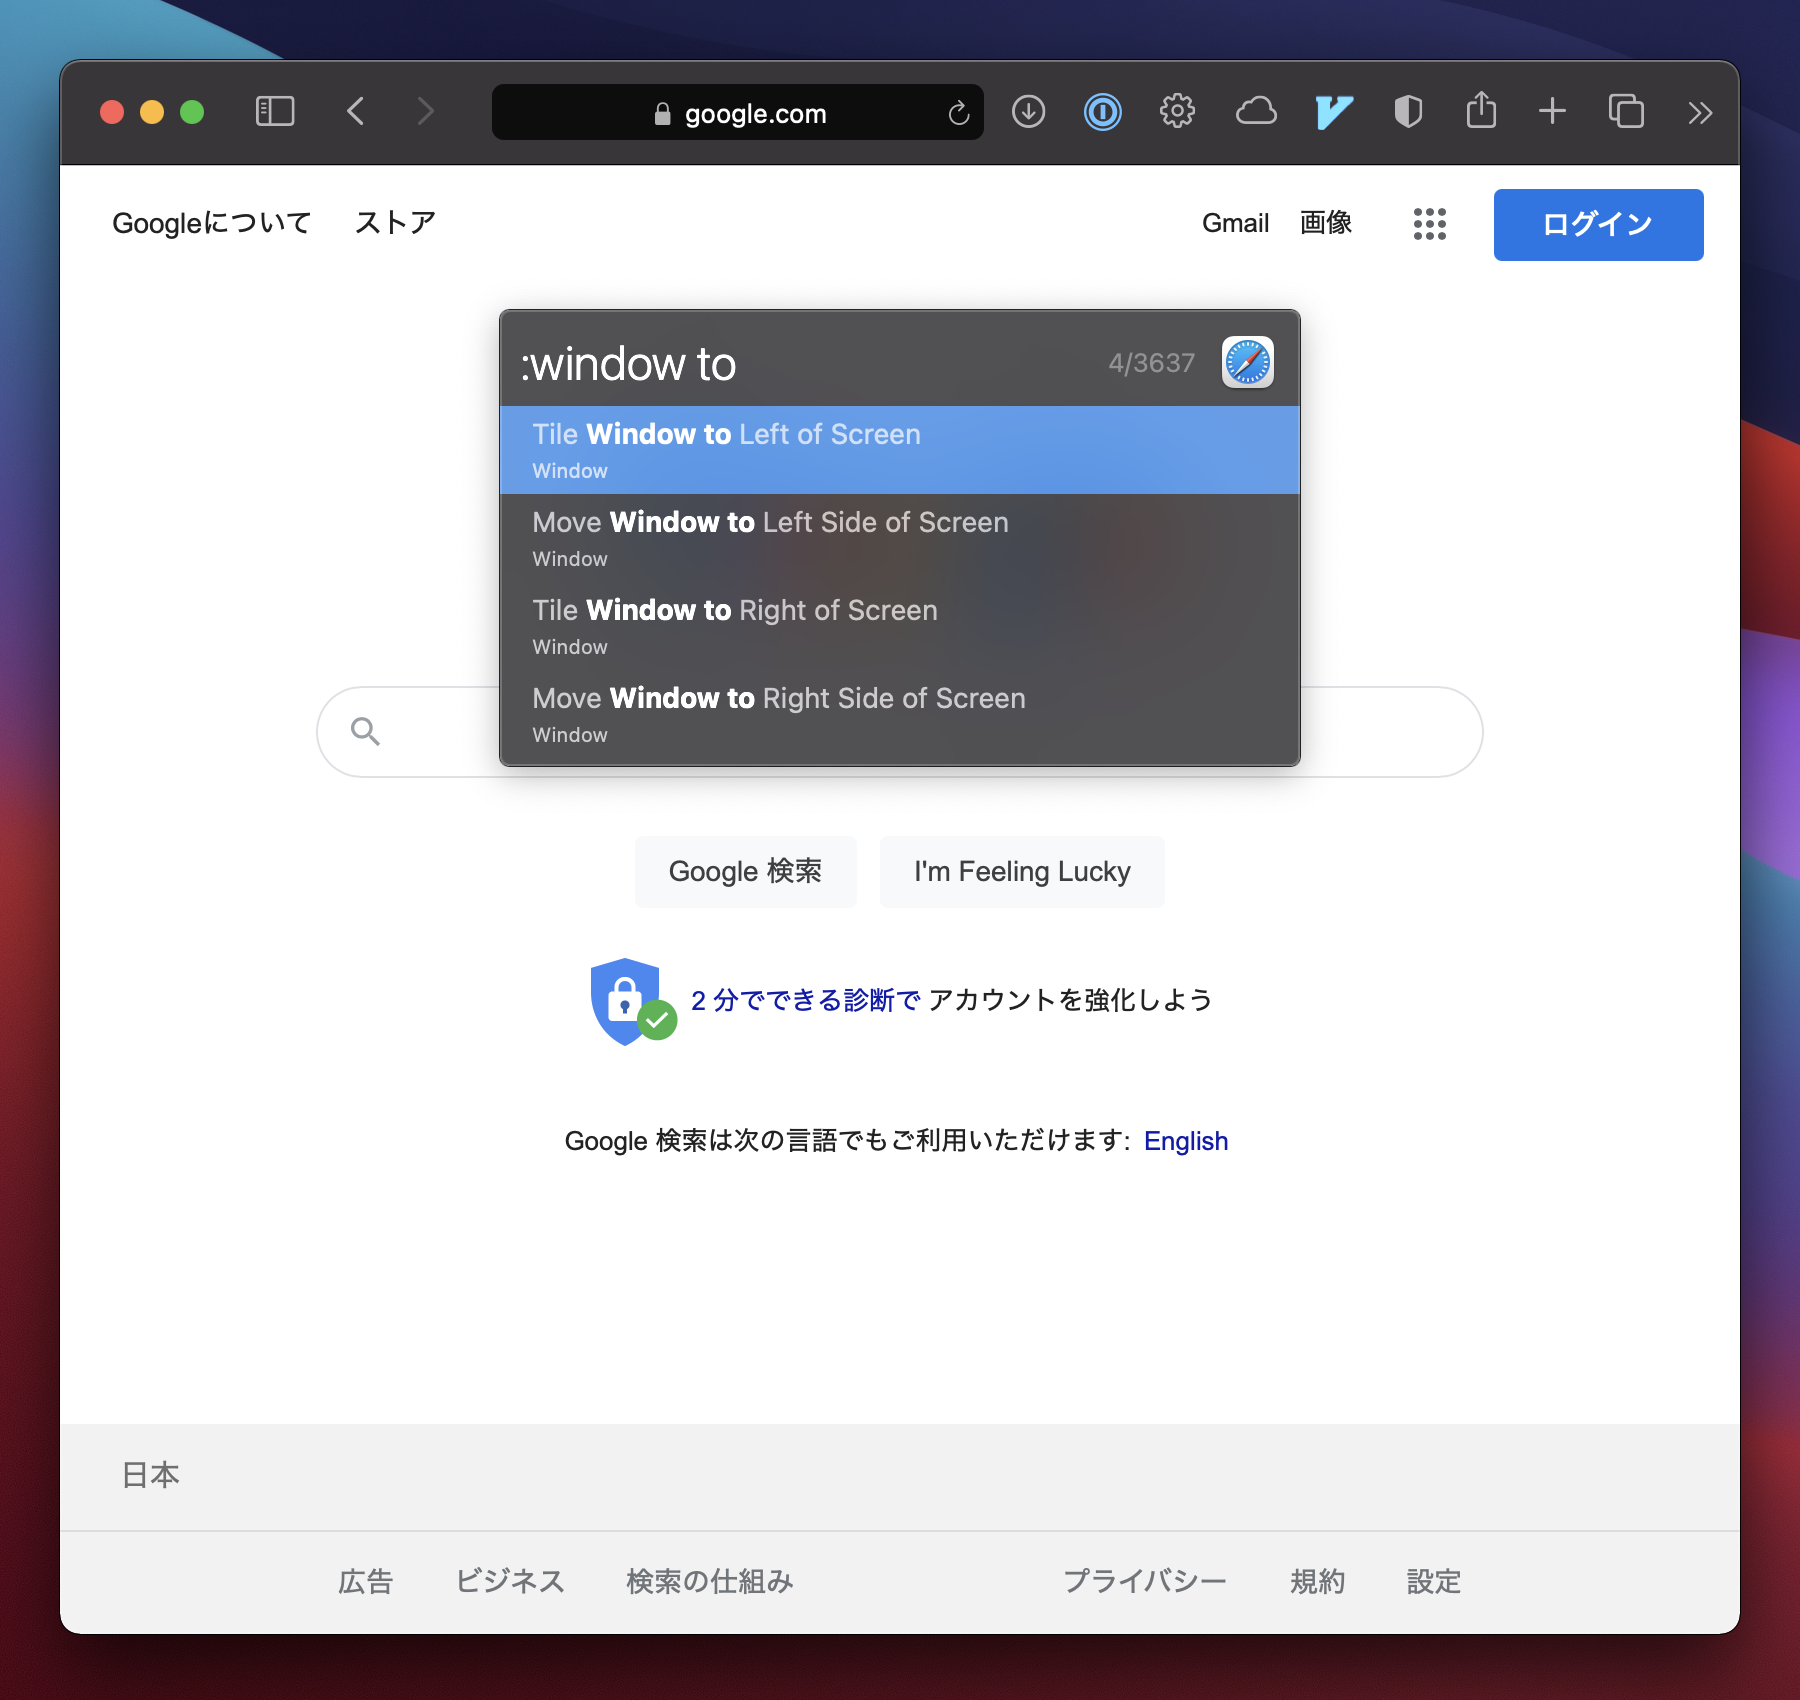 google.com
Googleについて ストア Gmail 画像 ログイン
:window to 4/3637
Tile Window to Left of Screen
Window
Move Window to Left Side of Screen
Window
Tile Window to Right of Screen
Window
Move Window to Right Side of Screen
Window
Google 検索 I'm Feeling Lucky
2 分でできる診断で アカウントを強化しよう
Google 検索は次の言語でもご利用いただけます: English
日本
広告 ビジネス 検索の仕組み プライバシー 規約 設定